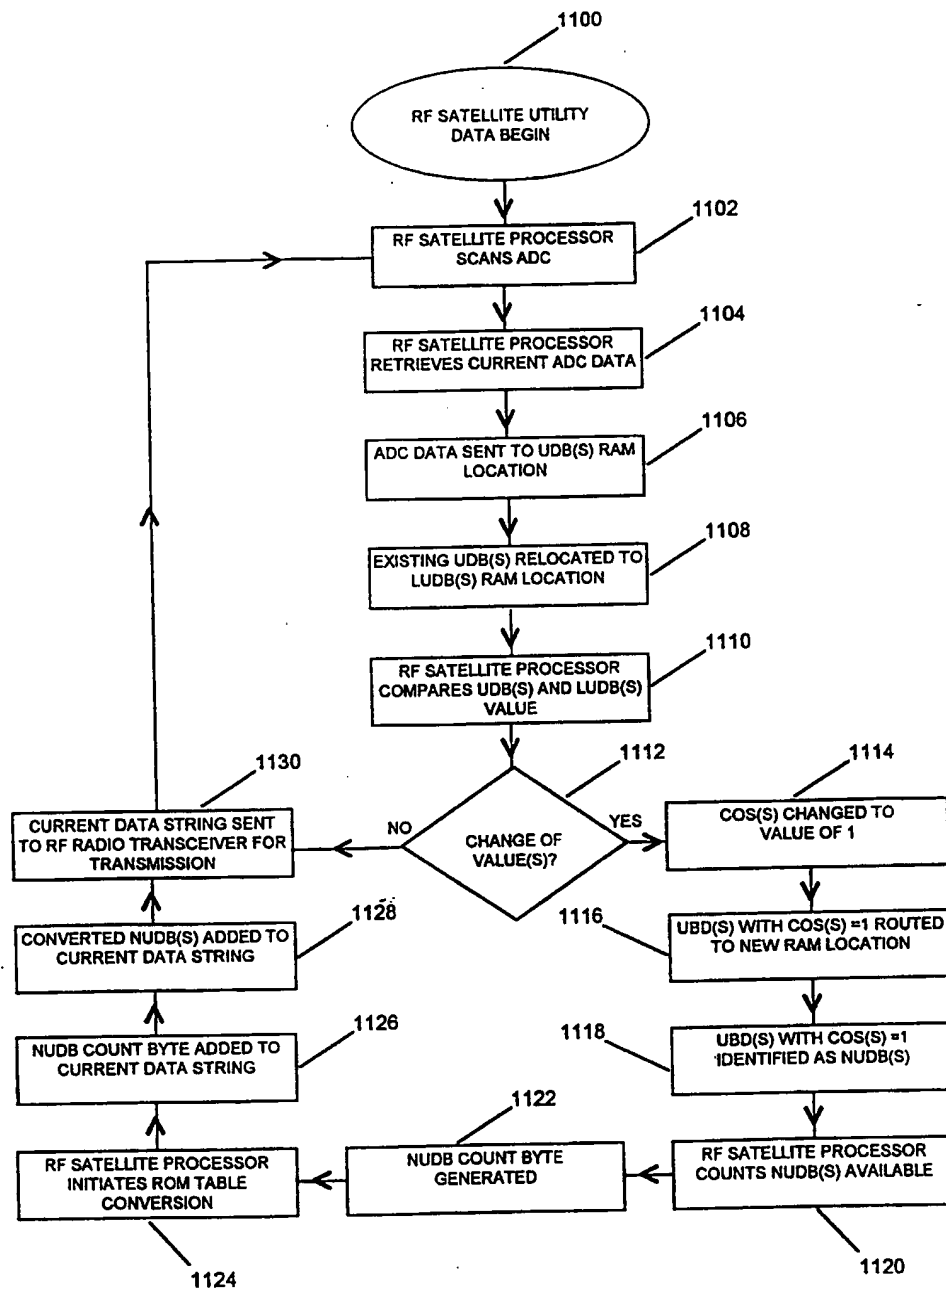 1100
RF SATELLITE UTILITY
DATA BEGIN
1102
RF SATELLITE PROCESSOR
SCANS ADC
1104
RF SATELLITE PROCESSOR
RETRIEVES CURRENT ADC DATA
1106
ADC DATA SENT TO UDB(S) RAM
LOCATION
1108
EXISTING UDB(S) RELOCATED TO
LUDB(S) RAM LOCATION
1110
RF SATELLITE PROCESSOR
COMPARES UDB(S) AND LUDB(S)
VALUE
1112
CHANGE OF
VALUE(S)?
NO
YES
1114
COS(S) CHANGED TO
VALUE OF 1
1116
UBD(S) WITH COS(S) =1 ROUTED
TO NEW RAM LOCATION
1118
UBD(S) WITH COS(S) =1
IDENTIFIED AS NUDB(S)
RF SATELLITE PROCESSOR
COUNTS NUDB(S) AVAILABLE
1120
1122
NUDB COUNT BYTE
GENERATED
RF SATELLITE PROCESSOR
INITIATES ROM TABLE
CONVERSION
1124
1126
NUDB COUNT BYTE ADDED TO
CURRENT DATA STRING
1128
CONVERTED NUDB(S) ADDED TO
CURRENT DATA STRING
1130
CURRENT DATA STRING SENT
TO RF RADIO TRANSCEIVER FOR
TRANSMISSION